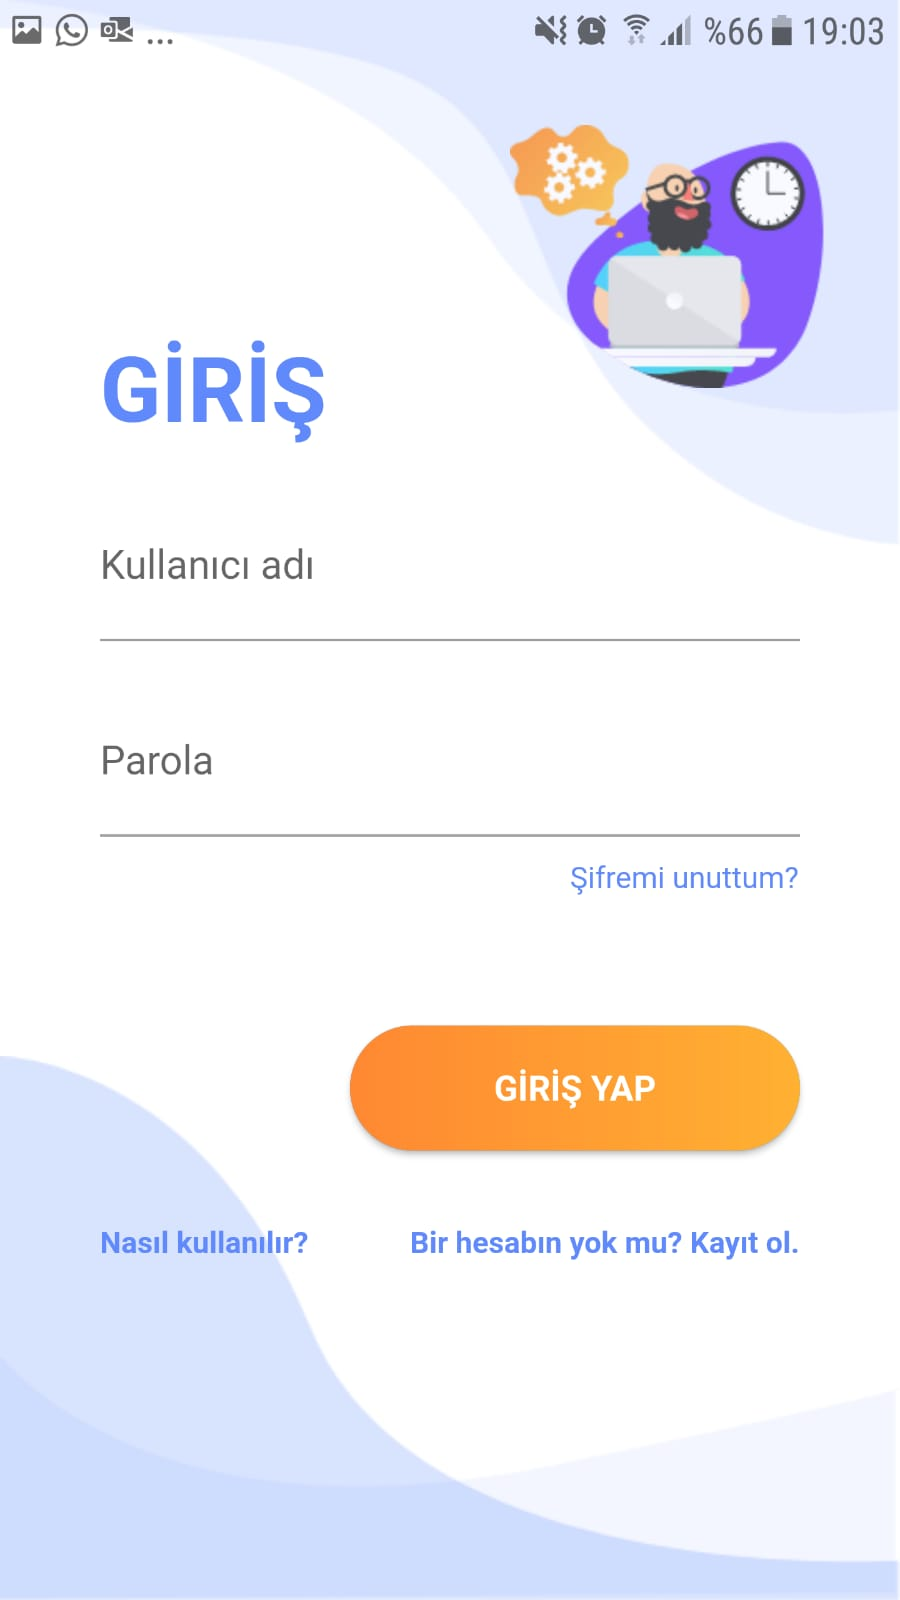 ... %66 19:03
GİRİŞ
Kullanıcı adı
Parola
Şifremi unuttum?
GİRİŞ YAP
Nasıl kullanılır? Bir hesabın yok mu? Kayıt ol.